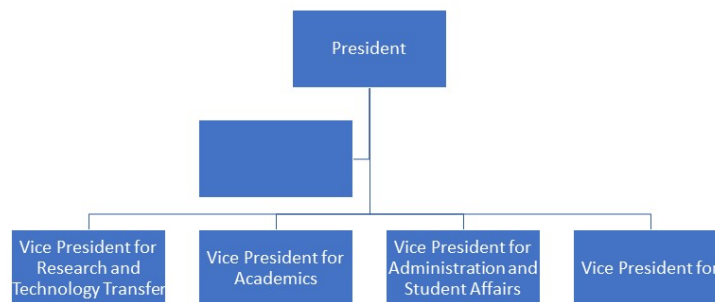 President
Vice President for
Research and
Technology Transfer
Vice President for
Academics
Vice President for
Administration and
Student Affairs
Vice President for